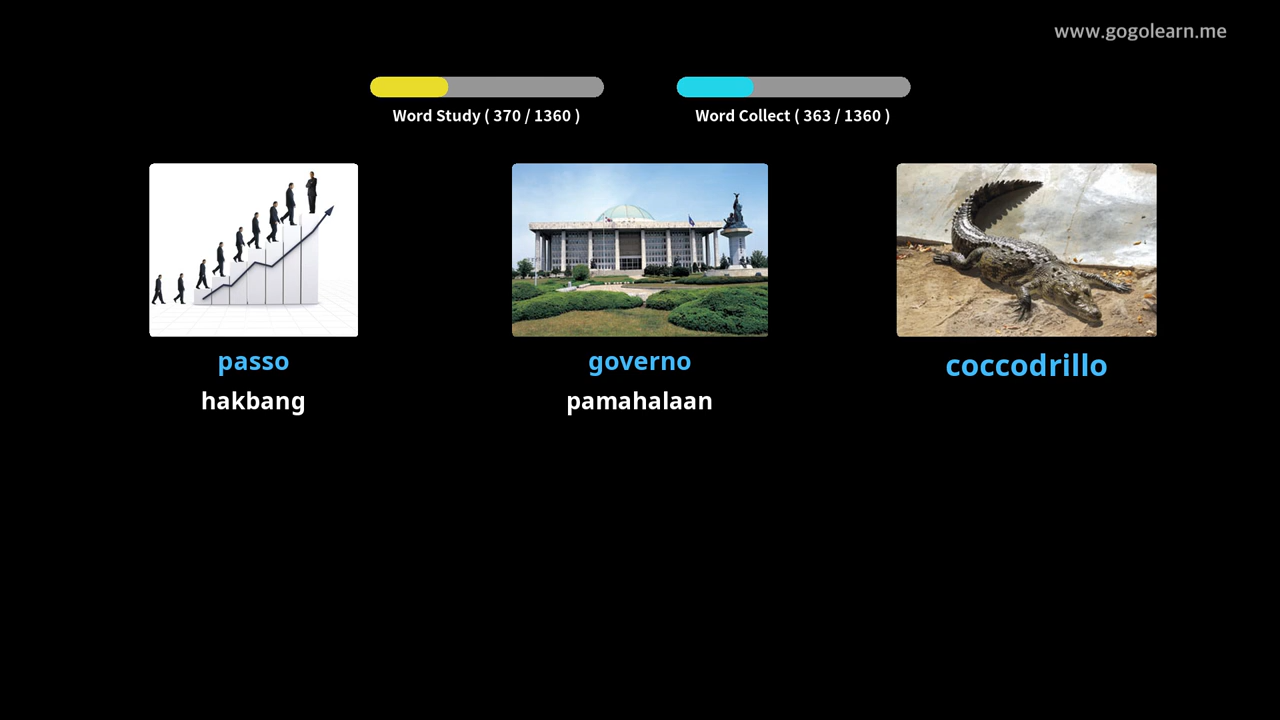 www.gogolearn.me
Word Study ( 370 / 1360 )
Word Collect ( 363 / 1360 )
passo
hakbang
governo
pamahalaan
coccodrillo